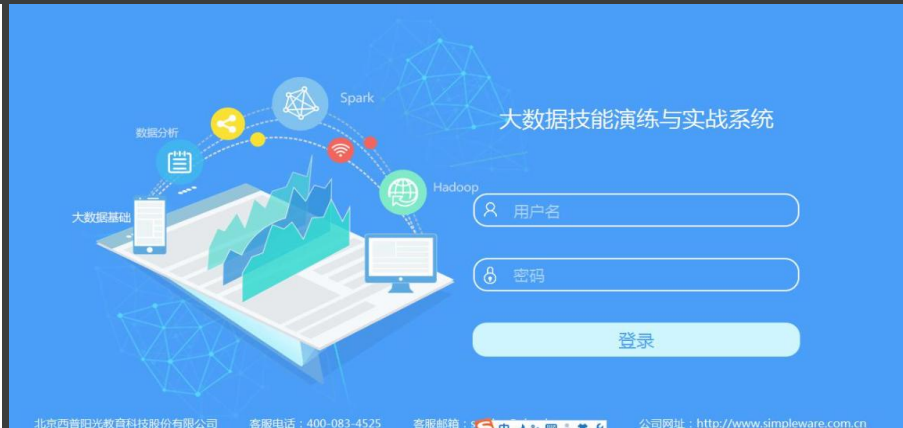 Spark
大数据技能演练与实战系统
数据分析
Hadoop
用户名
大数据基础
密码
登录
北京西普阳光教育科技股份有限公司 客服电话：400-083-4525 客服邮箱： 公司网址：http://www.simpleware.com.cn